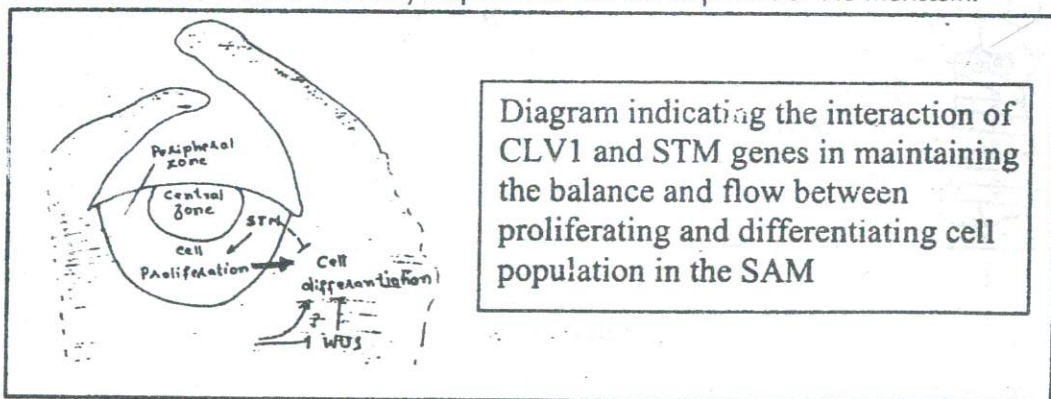 Peripheral
zone
Central
zone
STM
Cell
Proliferation
Cell
differantiation
?
WUS
Diagram indicating the interaction of
CLV1 and STM genes in maintaining
the balance and flow between
proliferating and differentiating cell
population in the SAM